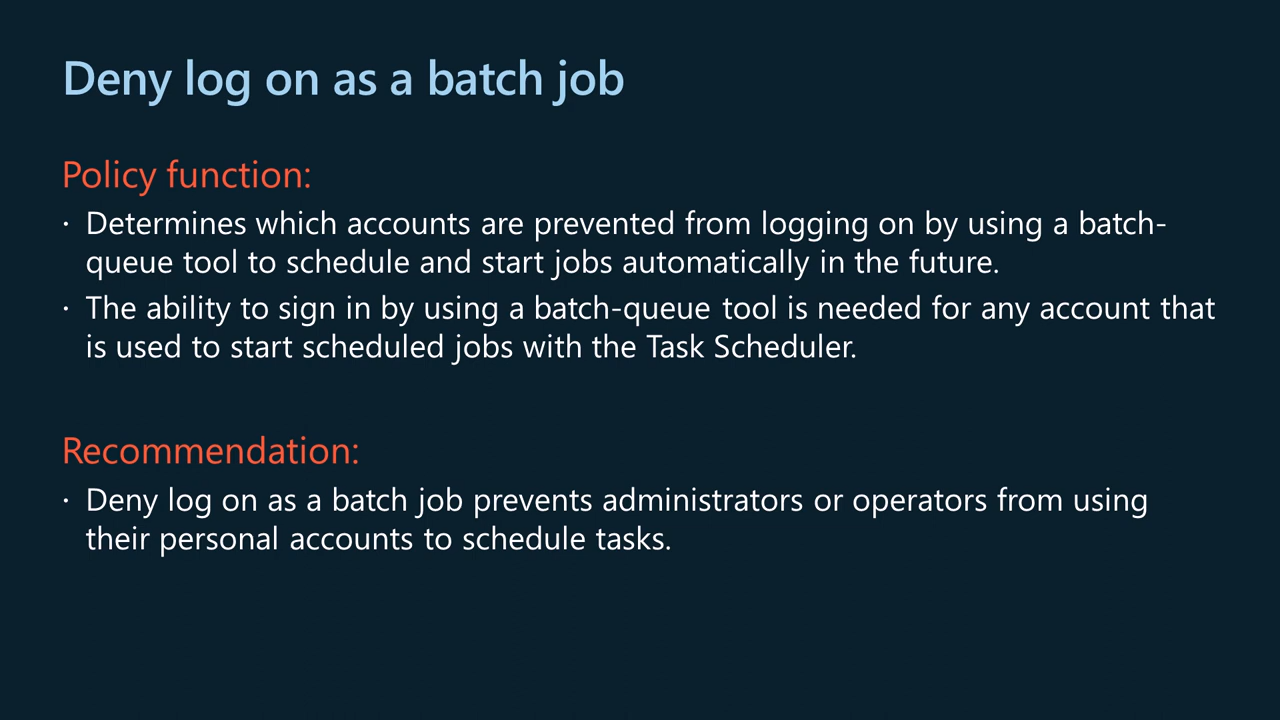 Deny log on as a batch job
Policy function:
· Determines which accounts are prevented from logging on by using a batch-
queue tool to schedule and start jobs automatically in the future.
· The ability to sign in by using a batch-queue tool is needed for any account that
is used to start scheduled jobs with the Task Scheduler.
Recommendation:
· Deny log on as a batch job prevents administrators or operators from using
their personal accounts to schedule tasks.